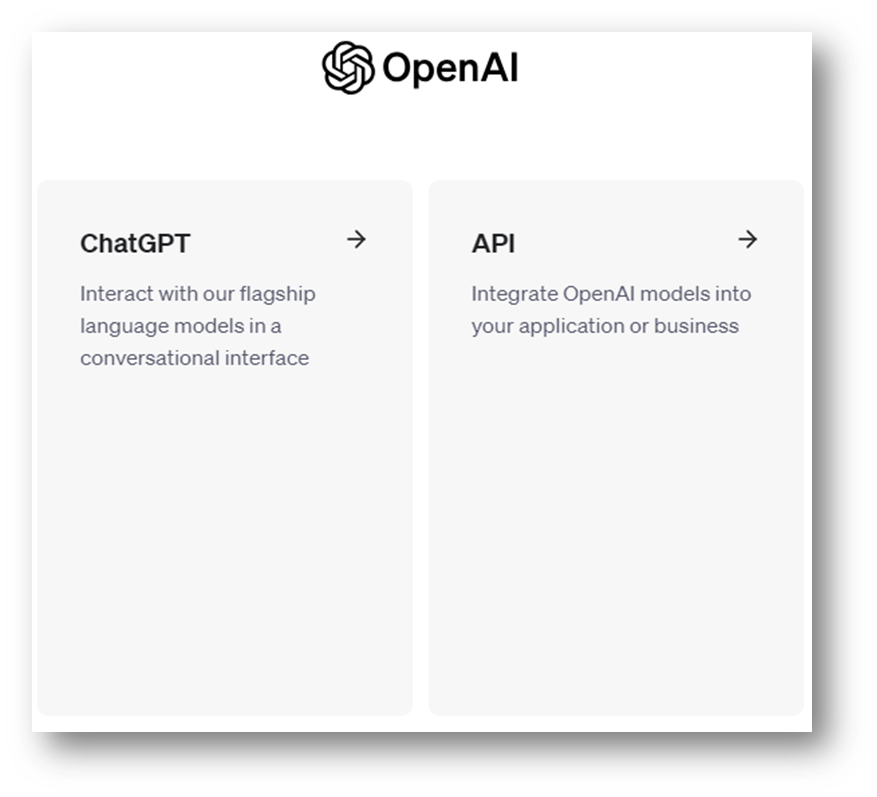 OpenAI
ChatGPT
Interact with our flagship
language models in a
conversational interface
API
Integrate OpenAI models into
your application or business